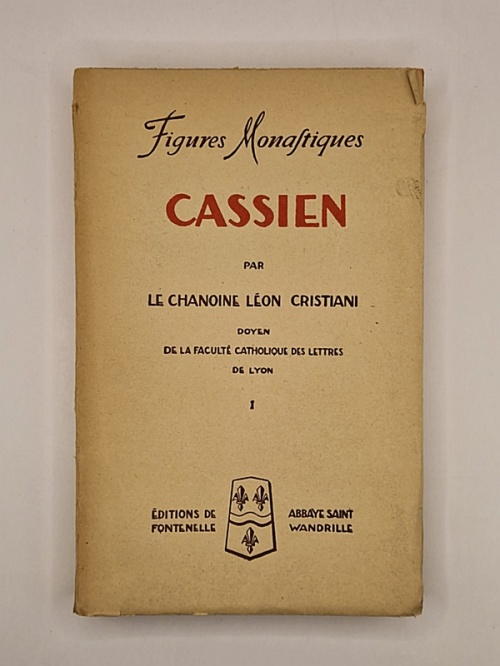 Figures Monastiques
CASSIEN
PAR
LE CHANOINE LÉON CRISTIANI
DOYEN
DE LA FACULTÉ CATHOLIQUE DES LETTRES
DE LYON
I
ÉDITIONS DE FONTENELLE
ABBAYE SAINT WANDRILLE